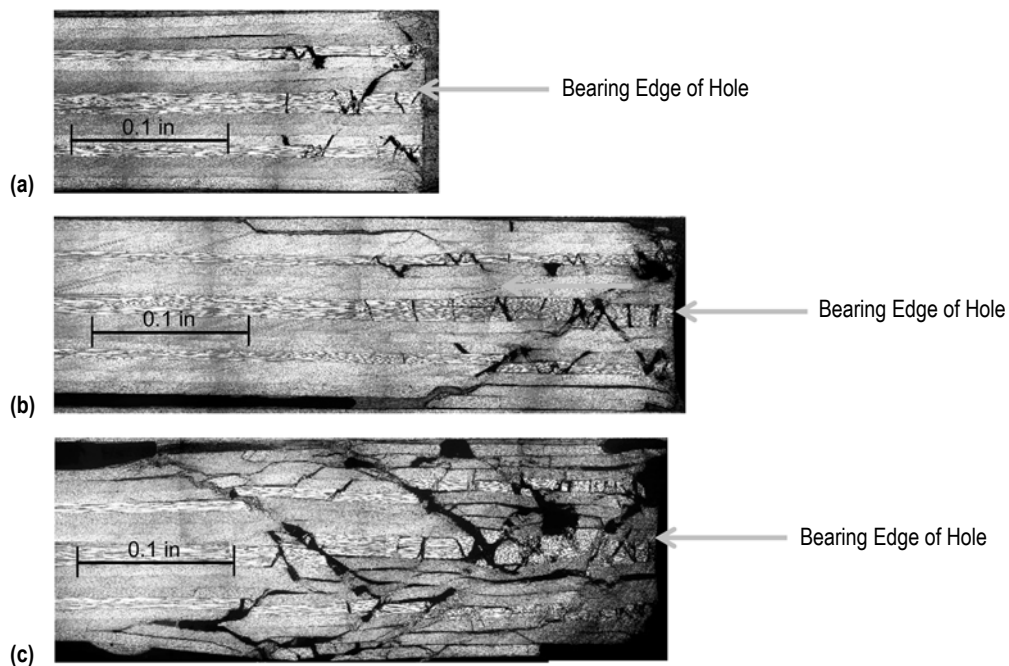 0.1 in
Bearing Edge of Hole
(a)
0.1 in
Bearing Edge of Hole
(b)
0.1 in
Bearing Edge of Hole
(c)